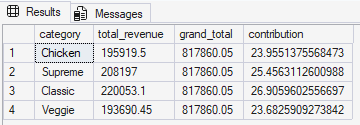 Results Messages
category total_revenue grand_total contribution
1 Chicken 195919.5 817860.05 23.9551375568473
2 Supreme 208197 817860.05 25.4563112600988
3 Classic 220053.1 817860.05 26.9059602556697
4 Veggie 193690.45 817860.05 23.6825909273842